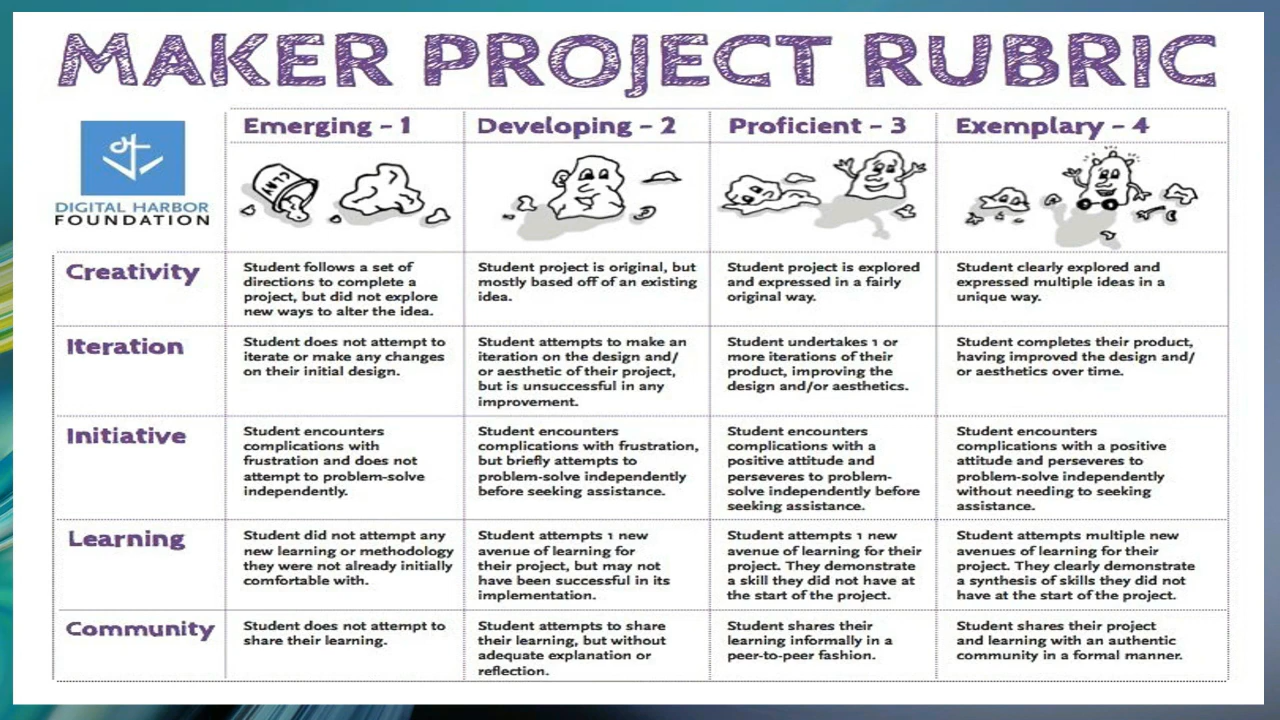 MAKER PROJECT RUBRIC
DIGITAL HARBOR
FOUNDATION
Emerging - 1
Developing - 2
Proficient - 3
Exemplary - 4
CLAY
Creativity
Student follows a set of
directions to complete a
project, but did not explore
new ways to alter the idea.
Student project is original, but
mostly based off of an existing
idea.
Student project is explored
and expressed in a fairly
original way.
Student clearly explored and
expressed multiple ideas in a
unique way.
Iteration
Student does not attempt to
iterate or make any changes
on their initial design.
Student attempts to make an
iteration on the design and/
or aesthetic of their project,
but is unsuccessful in any
improvement.
Student undertakes 1 or
more iterations of their
product, improving the
design and/or aesthetics.
Student completes their product,
having improved the design and/
or aesthetics over time.
Initiative
Student encounters
complications with
frustration and does not
attempt to problem-solve
independently.
Student encounters
complications with frustration,
but briefly attempts to
problem-solve independently
before seeking assistance.
Student encounters
complications with a
positive attitude and
perseveres to problem-
solve independently before
seeking assistance.
Student encounters
complications with a positive
attitude and perseveres to
problem-solve independently
without needing to seeking
assistance.
Learning
Student did not attempt any
new learning or methodology
they were not already initially
comfortable with.
Student attempts 1 new
avenue of learning for
their project, but may not
have been successful in its
implementation.
Student attempts 1 new
avenue of learning for their
project. They demonstrate
a skill they did not have at
the start of the project.
Student attempts multiple new
avenues of learning for their
project. They clearly demonstrate
a synthesis of skills they did not
have at the start of the project.
Community
Student does not attempt to
share their learning.
Student attempts to share
their learning, but without
adequate explanation or
reflection.
Student shares their
learning informally in a
peer-to-peer fashion.
Student shares their project
and learning with an authentic
community in a formal manner.